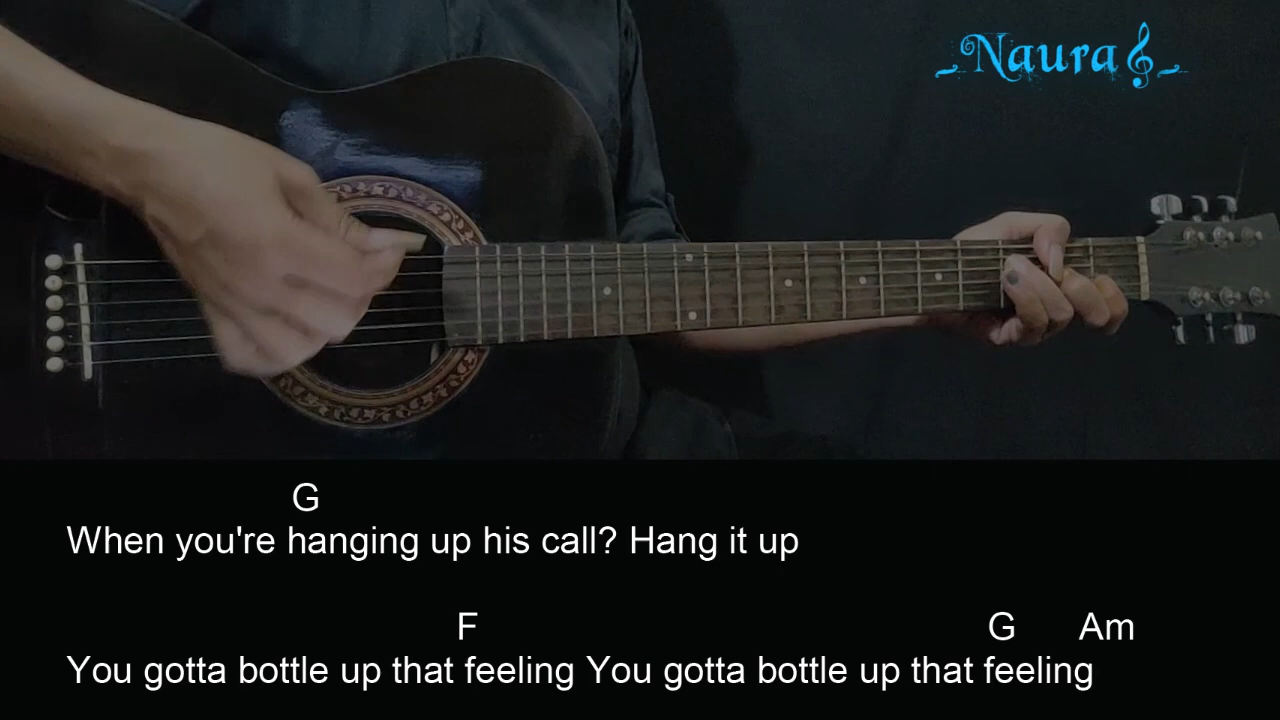 Naura
G
When you're hanging up his call? Hang it up
F G Am
You gotta bottle up that feeling You gotta bottle up that feeling